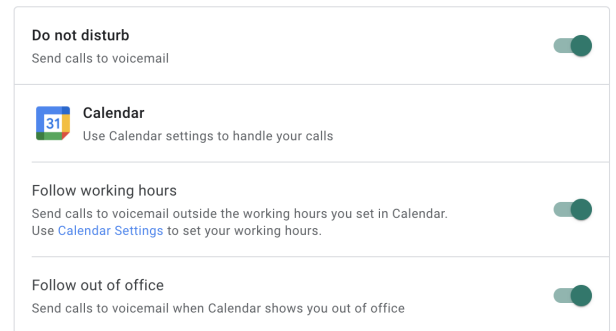 Do not disturb
Send calls to voicemail
31
Calendar
Use Calendar settings to handle your calls
Follow working hours
Send calls to voicemail outside the working hours you set in Calendar.
Use Calendar Settings to set your working hours.
Follow out of office
Send calls to voicemail when Calendar shows you out of office